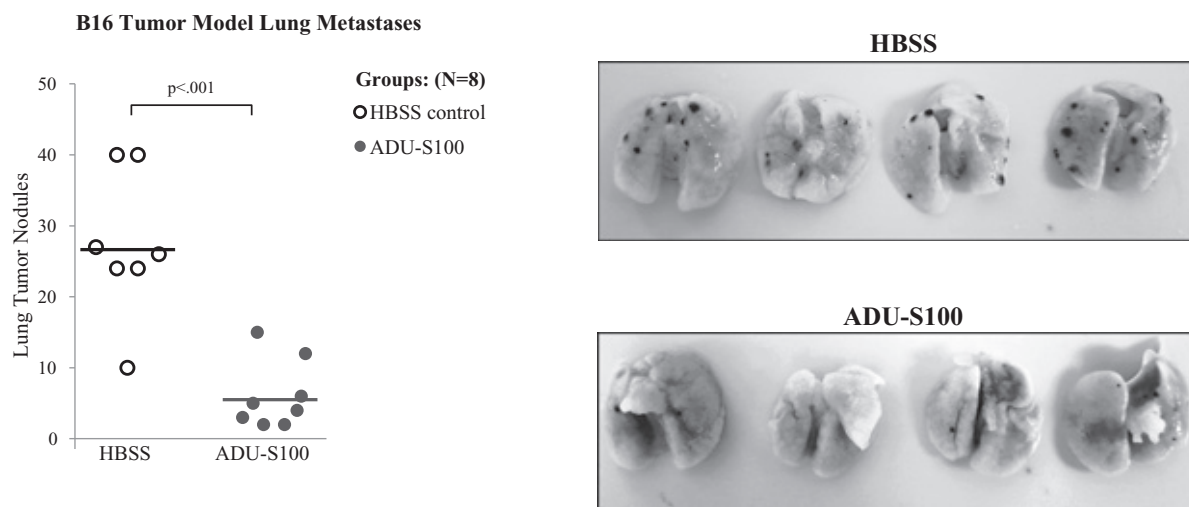 B16 Tumor Model Lung Metastases
Groups: (N=8)
HBSS control
ADU-S100
p<.001
Lung Tumor Nodules
50
40
30
20
10
0
HBSS
ADU-S100
HBSS
ADU-S100